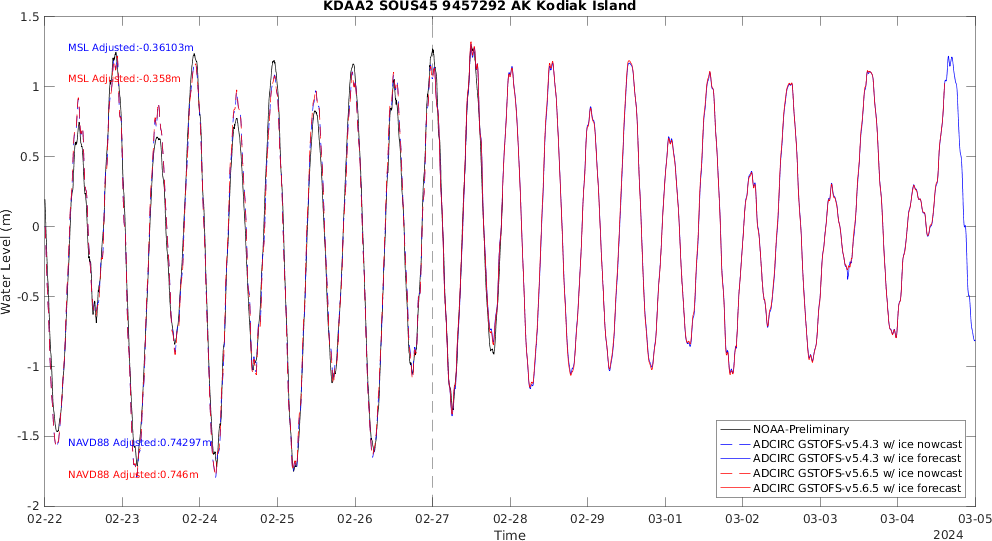 KDAA2 SOUS45 9457292 AK Kodiak Island
1.5
1
0.5
0
-0.5
-1
-1.5
-2
Water Level (m)
MSL Adjusted:-0.36103m
MSL Adjusted:-0.358m
NAVD88 Adjusted:0.74297m
NAVD88 Adjusted:0.746m
NOAA-Preliminary
ADCIRC GSTOFS-v5.4.3 w/ ice nowcast
ADCIRC GSTOFS-v5.4.3 w/ ice forecast
ADCIRC GSTOFS-v5.6.5 w/ ice nowcast
ADCIRC GSTOFS-v5.6.5 w/ ice forecast
02-22 02-23 02-24 02-25 02-26 02-27 02-28 02-29 03-01 03-02 03-03 03-04 03-05
Time
2024